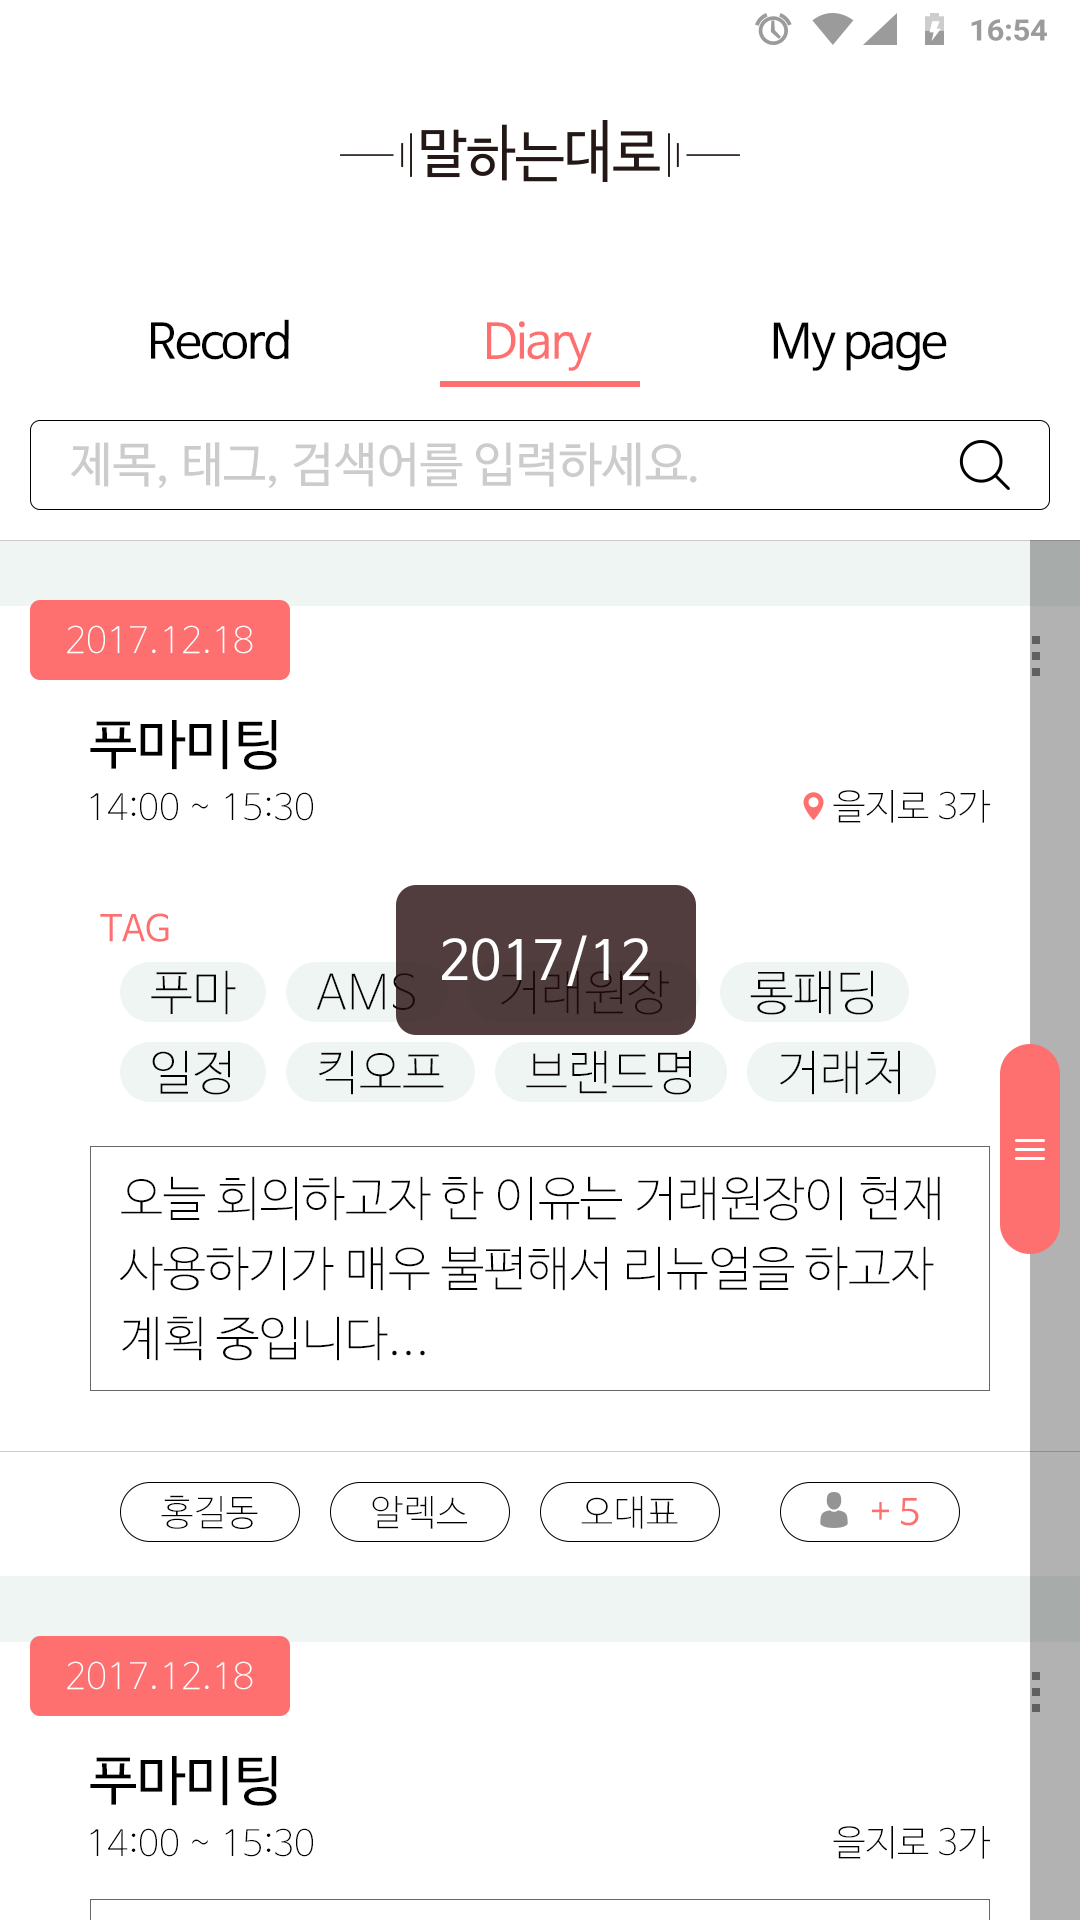 16:54
말하는대로
Record Diary My page
제목, 태그, 검색어를 입력하세요.
2017.12.18
푸마미팅
14:00 ~ 15:30 을지로 3가
TAG
2017/12
푸마 AMS 거래원장 롱패딩
일정 킥오프 브랜드명 거래처
오늘 회의하고자 한 이유는 거래원장이 현재
사용하기가 매우 불편해서 리뉴얼을 하고자
계획 중입니다...
홍길동 알렉스 오대표 + 5
2017.12.18
푸마미팅
14:00 ~ 15:30 을지로 3가